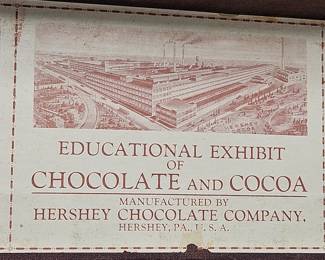 EDUCATIONAL EXHIBIT
OF
CHOCOLATE AND COCOA
MANUFACTURED BY
HERSHEY CHOCOLATE COMPANY,
HERSHEY, PA., U. S. A.